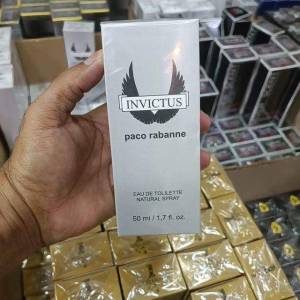 INVICTUS
paco rabanne
EAU DE TOILETTE
NATURAL SPRAY
50 ml / 1,7 fl. oz.